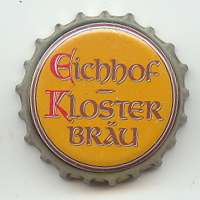 Eichhof
–
Kloster
Bräu